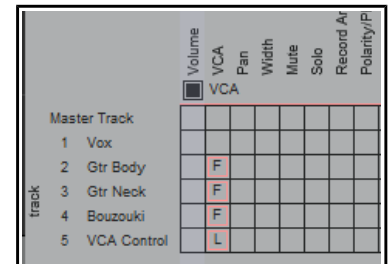 Volume
VCA
Pan
Width
Mute
Solo
Record Ar
Polarity/P
VCA
Master Track
1 Vox
2 Gtr Body F
3 Gtr Neck F
4 Bouzouki F
5 VCA Control L
track